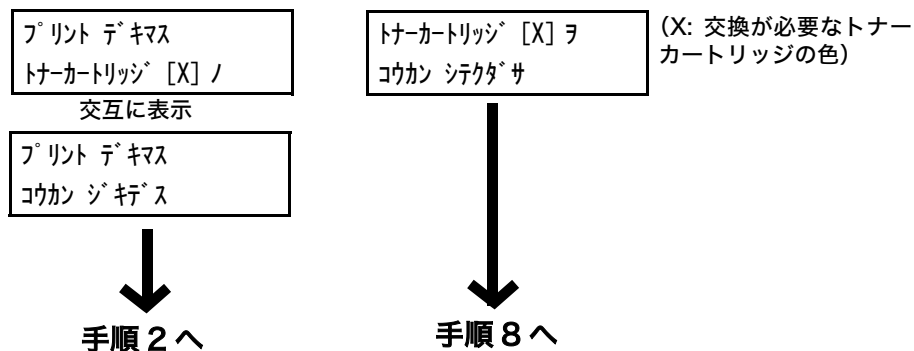 ﾌﾟﾘﾝﾄ ﾃﾞｷﾏｽ
ﾄﾅｰｶｰﾄﾘｯｼﾞ [X] ﾉ
交互に表示
ﾌﾟﾘﾝﾄ ﾃﾞｷﾏｽ
ｺｳｶﾝ ｼﾞｷﾃﾞｽ
手順 2 へ
ﾄﾅｰｶｰﾄﾘｯｼﾞ [X] ｦ
ｺｳｶﾝ ｼﾃｸﾀﾞｻ
手順 8 へ
（X: 交換が必要なトナー
カートリッジの色）